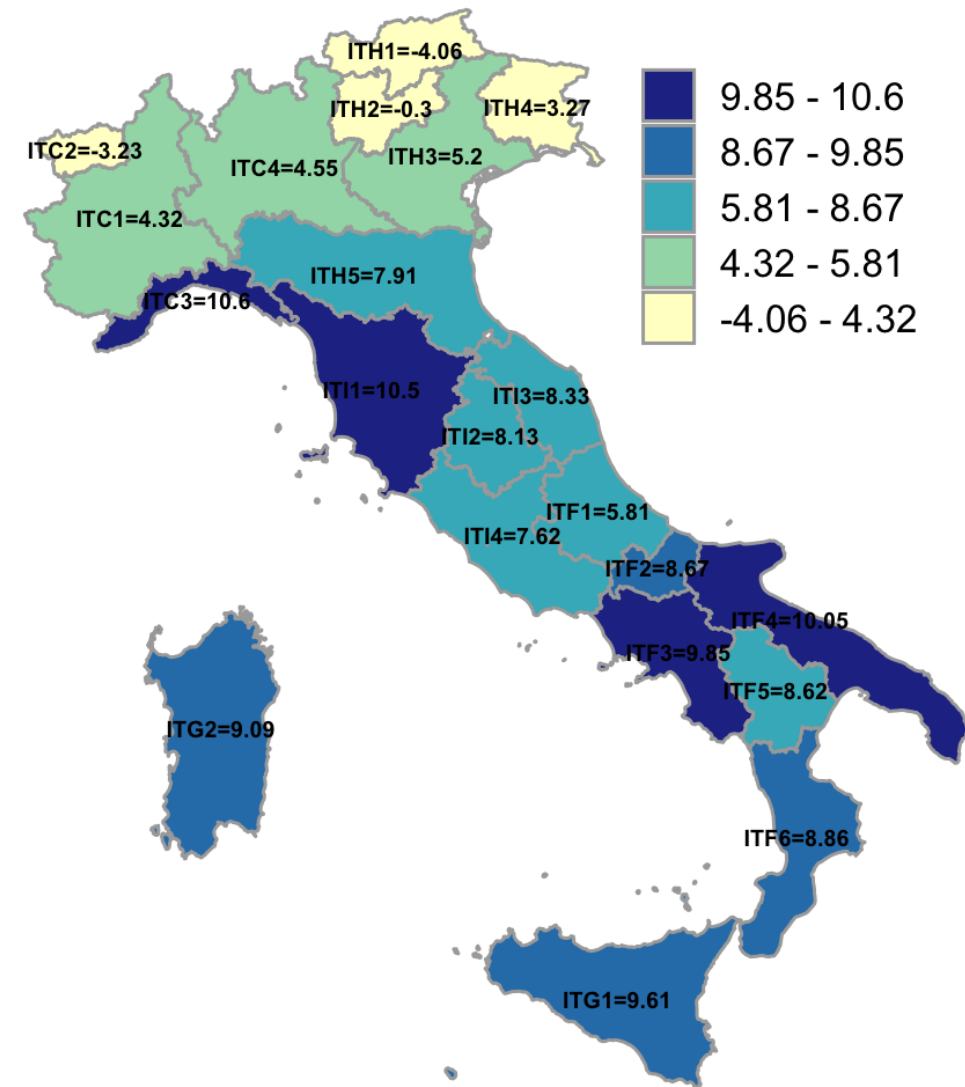 ITH1=-4.06
ITH2=-0.3
ITH4=3.27
ITC2=-3.23
ITH3=5.2
ITC4=4.55
ITC1=4.32
ITH5=7.91
ITC3=10.6
ITI1=10.5
ITI3=8.33
ITI2=8.13
ITF1=5.81
ITI4=7.62
ITF2=8.67
ITF4=10.05
ITF3=9.85
ITF5=8.62
ITG2=9.09
ITF6=8.86
ITG1=9.61
9.85 - 10.6
8.67 - 9.85
5.81 - 8.67
4.32 - 5.81
-4.06 - 4.32